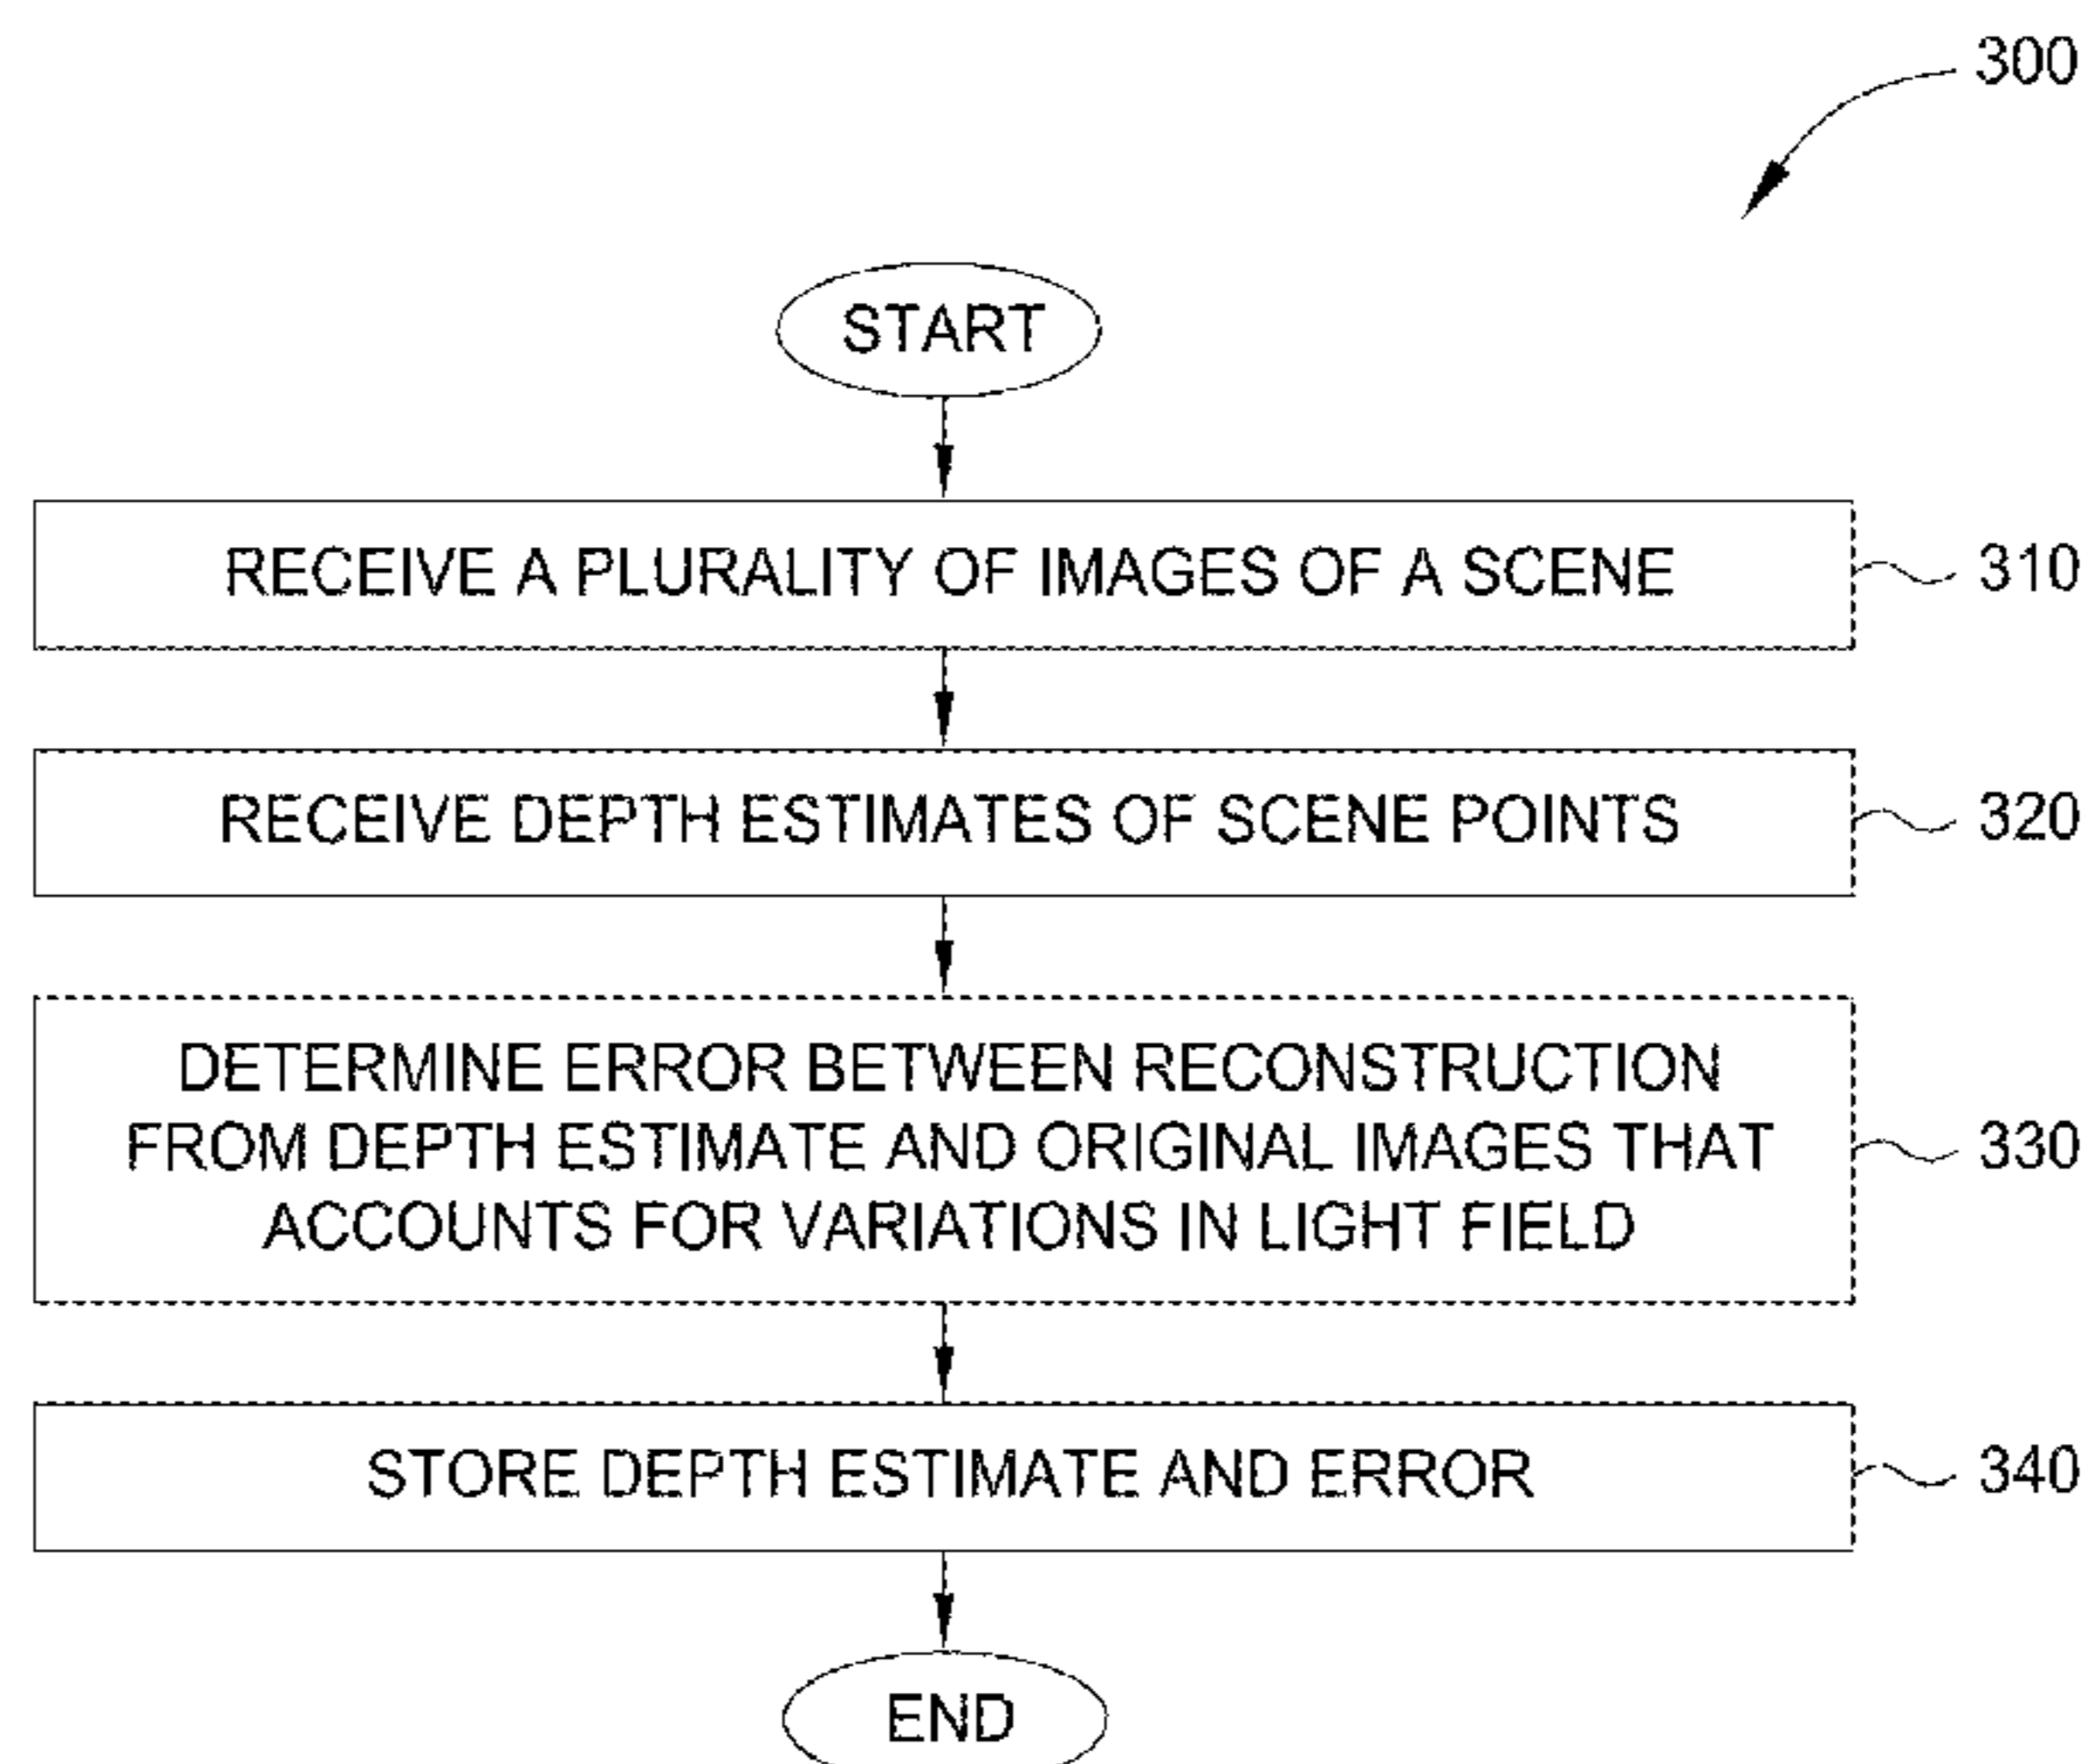 300
START
RECEIVE A PLURALITY OF IMAGES OF A SCENE
310
RECEIVE DEPTH ESTIMATES OF SCENE POINTS
320
DETERMINE ERROR BETWEEN RECONSTRUCTION
FROM DEPTH ESTIMATE AND ORIGINAL IMAGES THAT
ACCOUNTS FOR VARIATIONS IN LIGHT FIELD
330
STORE DEPTH ESTIMATE AND ERROR
340
END